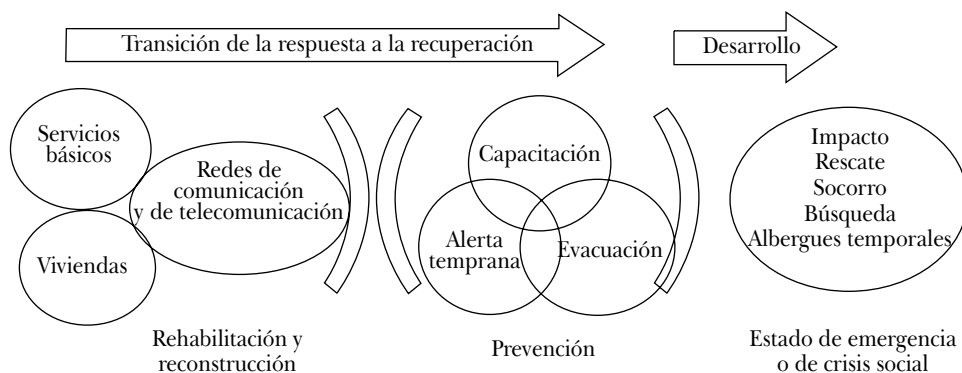 Transición de la respuesta a la recuperación
Desarrollo
Servicios
básicos
Redes de
comunicación
y de telecomunicación
Viviendas
Capacitación
Alerta
temprana
Evacuación
Impacto
Rescate
Socorro
Búsqueda
Albergues temporales
Rehabilitación y
reconstrucción
Prevención
Estado de emergencia
o de crisis social